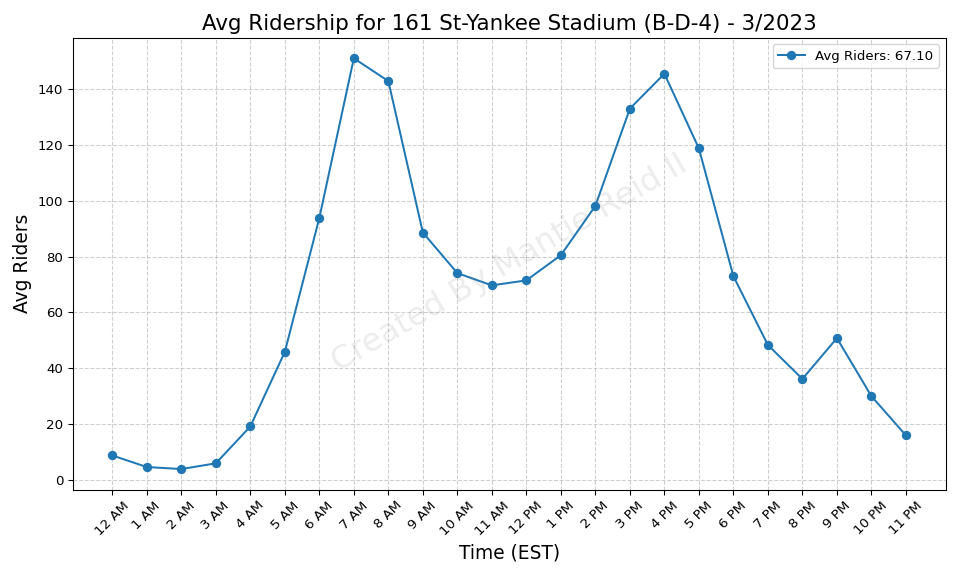 Avg Ridership for 161 St-Yankee Stadium (B-D-4) - 3/2023
Avg Riders: 67.10
Avg Riders
140
120
100
80
60
40
20
0
Created By Mantie Reid II
12 AM
1 AM
2 AM
3 AM
4 AM
5 AM
6 AM
7 AM
8 AM
9 AM
10 AM
11 AM
12 PM
1 PM
2 PM
3 PM
4 PM
5 PM
6 PM
7 PM
8 PM
9 PM
10 PM
11 PM
Time (EST)